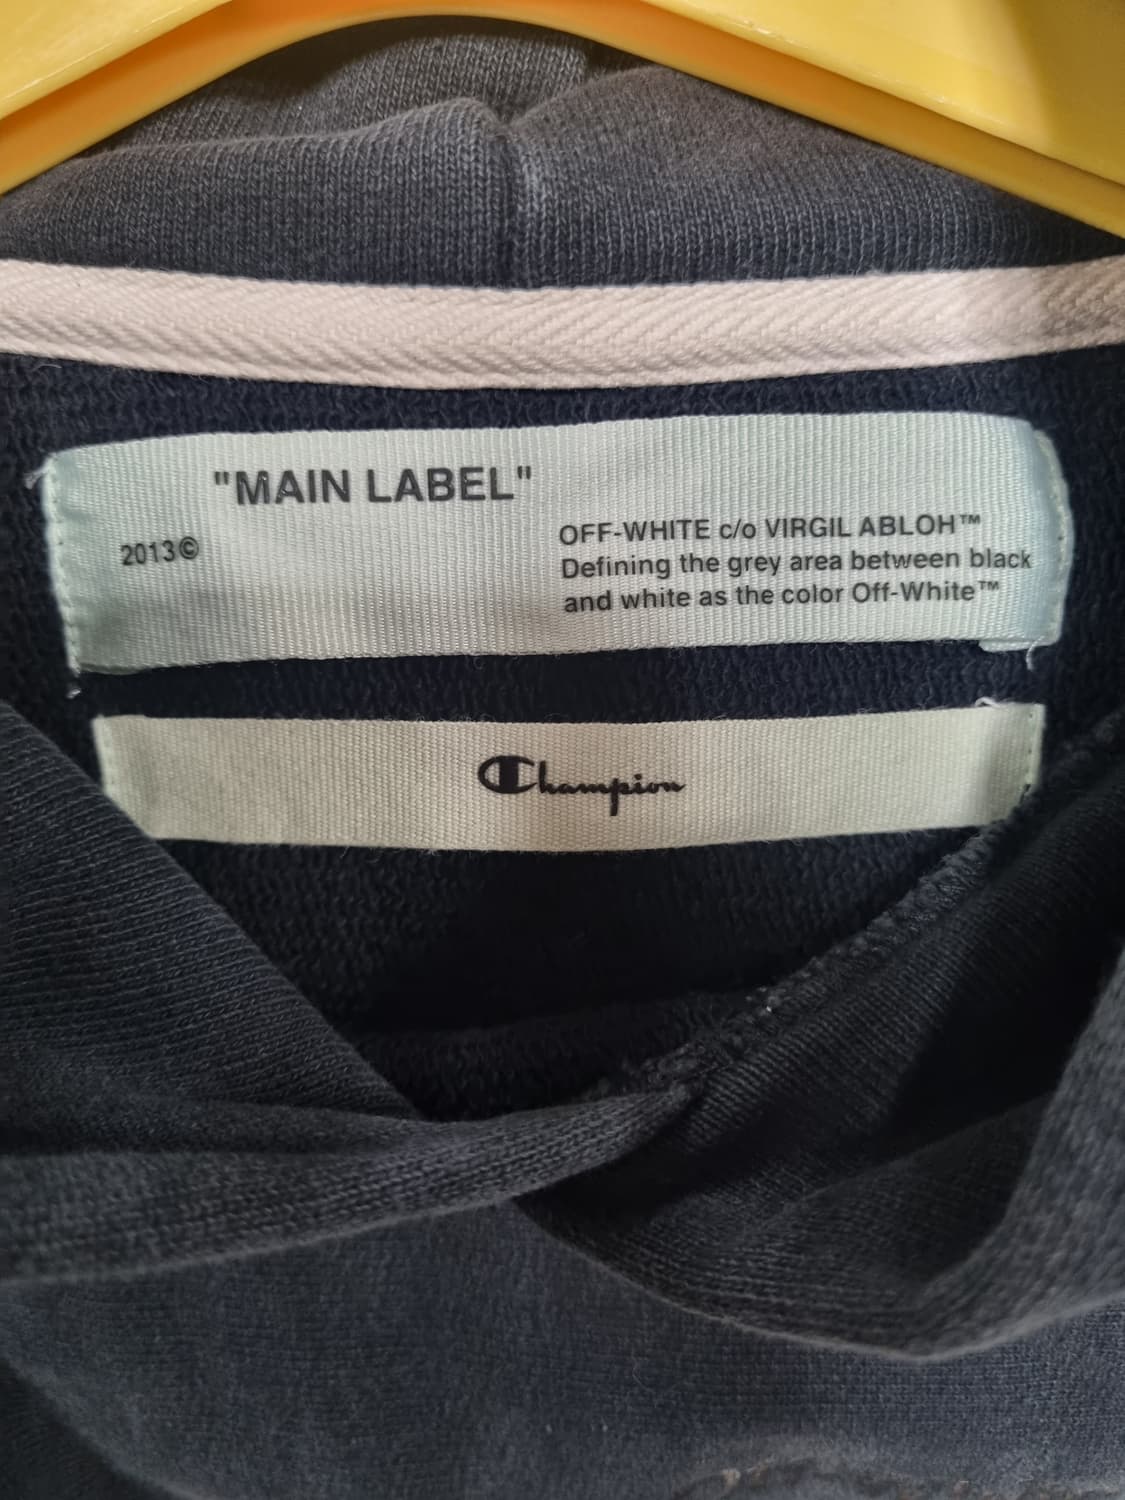 "MAIN LABEL"
2013©
OFF-WHITE c/o VIRGIL ABLOH™
Defining the grey area between black
and white as the color Off-White™
Champion